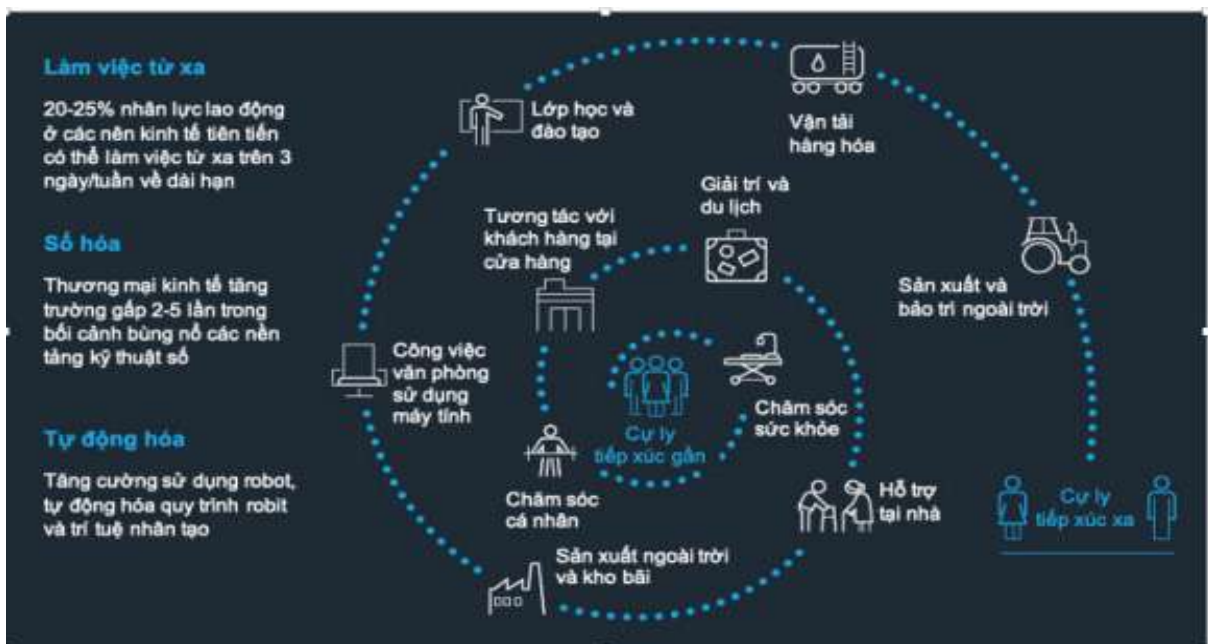 Làm việc từ xa
20-25% nhân lực lao động
ở các nền kinh tế tiên tiến
có thể làm việc từ xa trên 3
ngày/tuần về dài hạn
Số hóa
Thương mại kinh tế tăng
trưởng gấp 2-5 lần trong
bối cảnh bùng nổ các nền
tảng kỹ thuật số
Tự động hóa
Tăng cường sử dụng robot,
tự động hóa quy trình robit
và trí tuệ nhân tạo
Lớp học và
đào tạo
Vận tải
hàng hóa
Giải trí và
du lịch
Tương tác với
khách hàng tại
cửa hàng
Sản xuất và
bảo trì ngoài trời
Công việc
văn phòng
sử dụng
máy tính
Cự ly
tiếp xúc gần
Chăm sóc
sức khỏe
Chăm sóc
cá nhân
Hỗ trợ
tại nhà
Cự ly
tiếp xúc xa
Sản xuất ngoài trời
và kho bãi